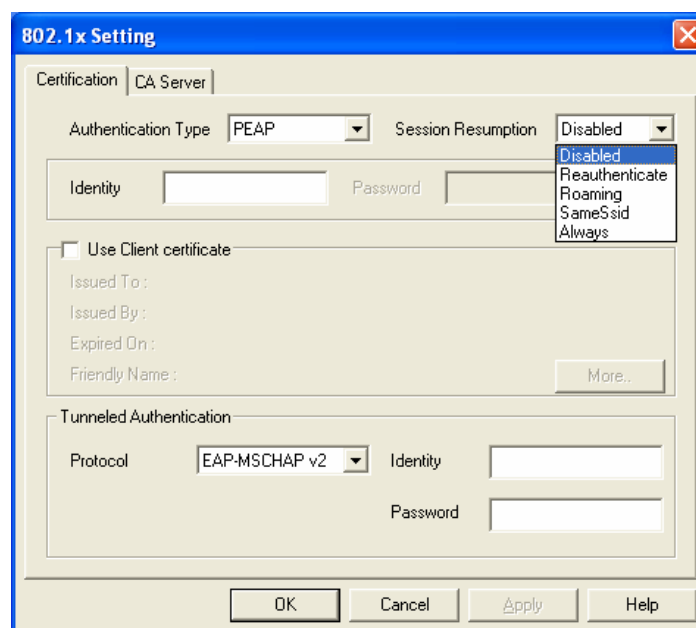 802.1x Setting
Certification
CA Server
Authentication Type
PEAP
Session Resumption
Disabled
Disabled
Reauthenticate
Roaming
SameSsid
Always
Identity
Password
Use Client certificate
Issued To :
Issued By :
Expired On :
Friendly Name :
More..
Tunneled Authentication
Protocol
EAP-MSCHAP v2
Identity
Password
OK
Cancel
Apply
Help